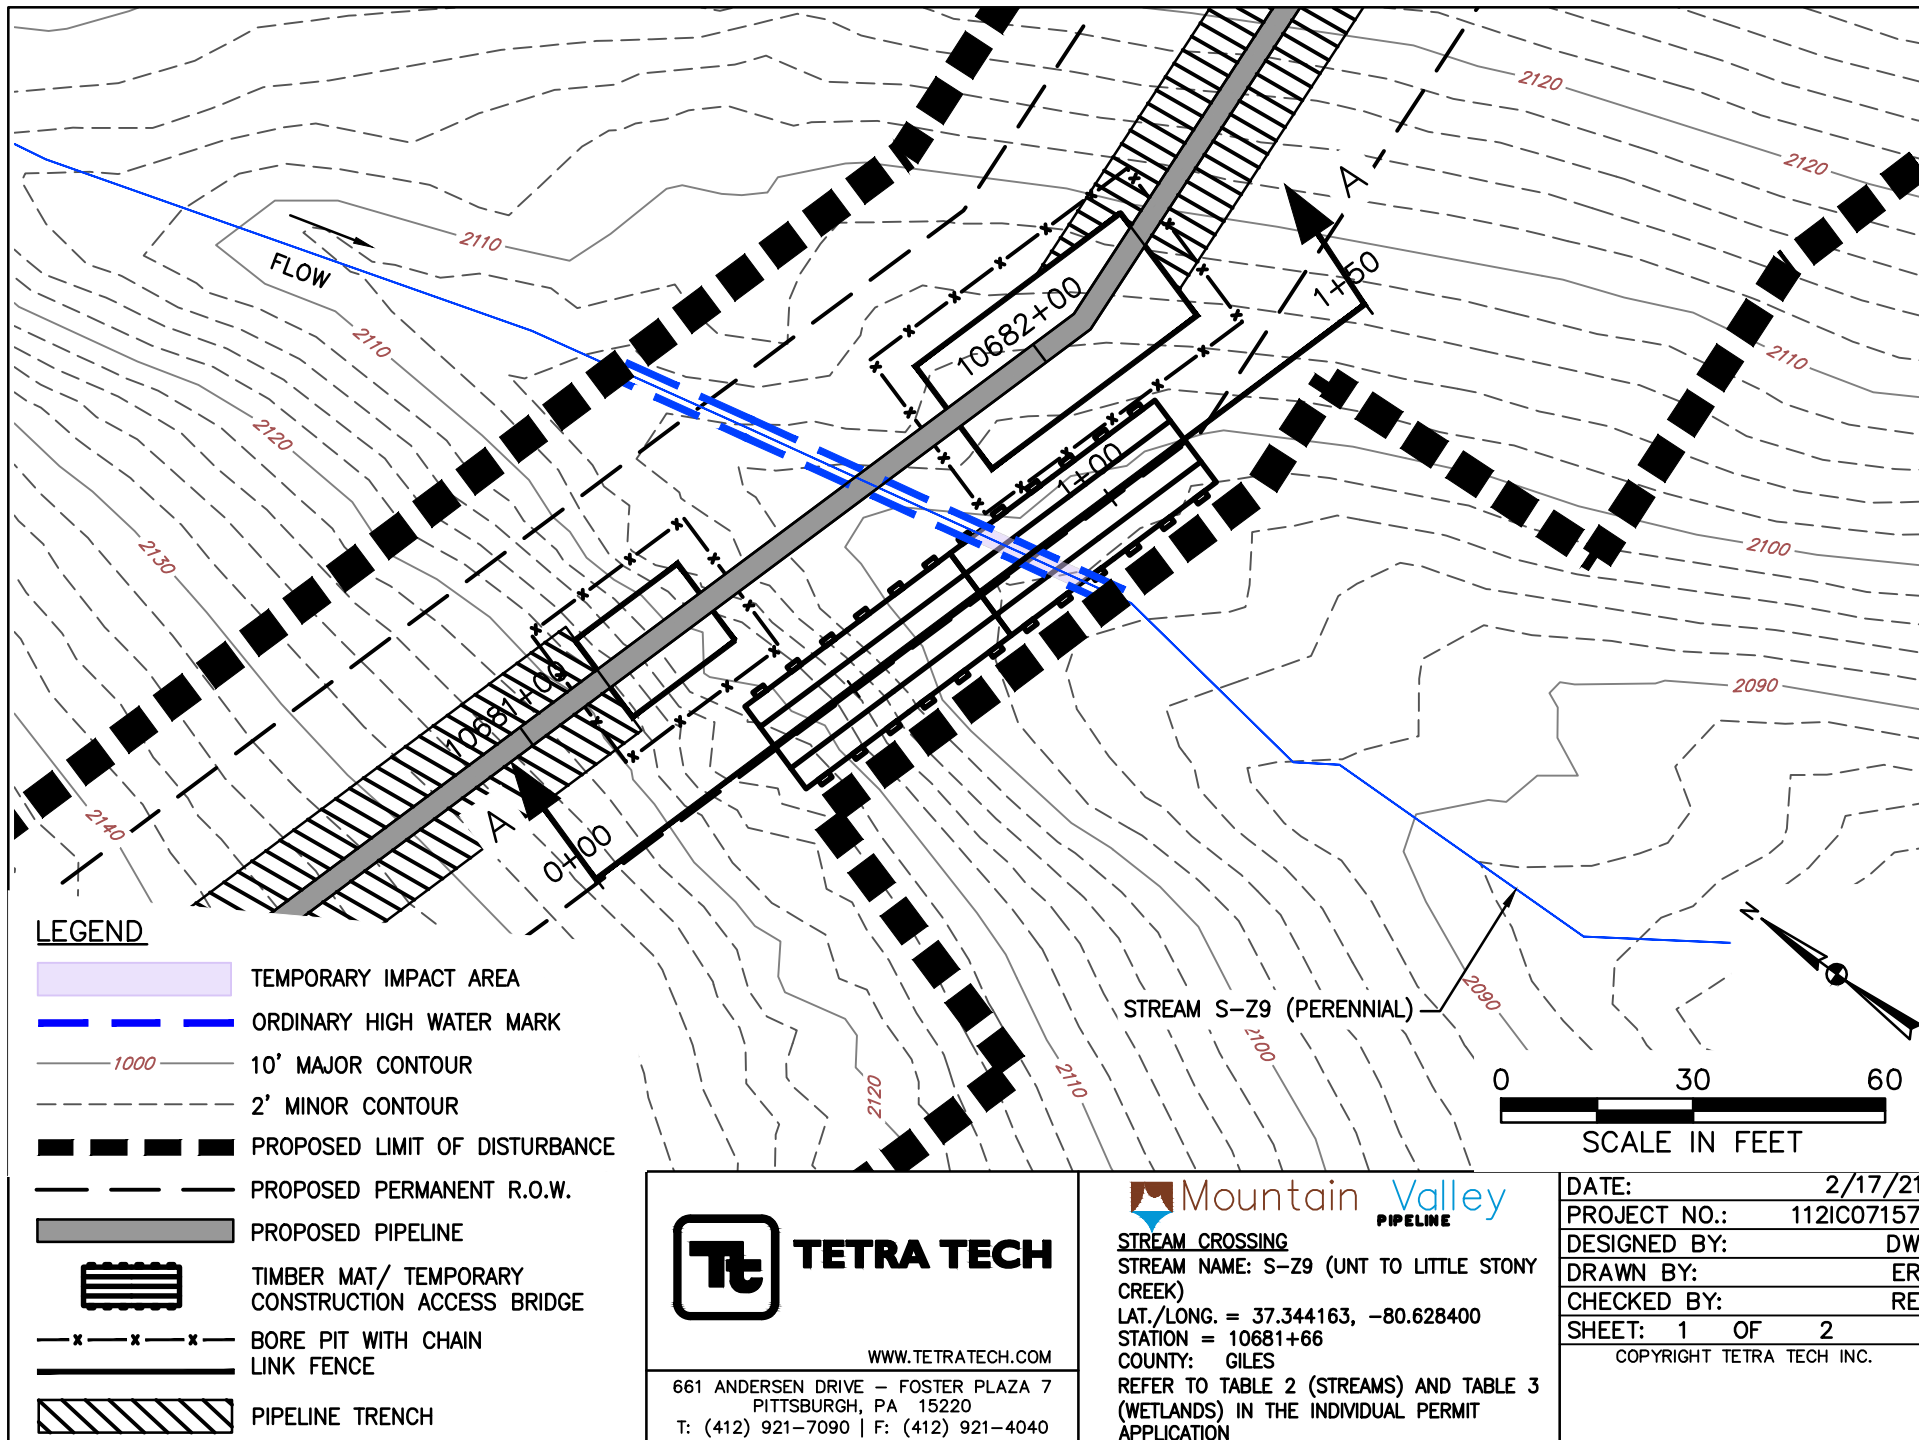 2120
2120
A
2110
FLOW
1+50
10682+00
2110
2110
2120
1+00
2130
2100
10681+00
2090
A
2140
0+00
N
LEGEND
TEMPORARY IMPACT AREA
ORDINARY HIGH WATER MARK
1000
10' MAJOR CONTOUR
2' MINOR CONTOUR
PROPOSED LIMIT OF DISTURBANCE
PROPOSED PERMANENT R.O.W.
PROPOSED PIPELINE
TIMBER MAT/ TEMPORARY
CONSTRUCTION ACCESS BRIDGE
BORE PIT WITH CHAIN
LINK FENCE
PIPELINE TRENCH
STREAM S-Z9 (PERENNIAL)
2090
2100
2110
2120
0 30 60
SCALE IN FEET
Tt TETRA TECH
WWW.TETRATECH.COM
661 ANDERSEN DRIVE – FOSTER PLAZA 7
PITTSBURGH, PA 15220
T: (412) 921-7090 | F: (412) 921-4040
Mountain Valley
PIPELINE
STREAM CROSSING
STREAM NAME: S-Z9 (UNT TO LITTLE STONY
CREEK)
LAT./LONG. = 37.344163, -80.628400
STATION = 10681+66
COUNTY: GILES
REFER TO TABLE 2 (STREAMS) AND TABLE 3
(WETLANDS) IN THE INDIVIDUAL PERMIT
APPLICATION
DATE: 2/17/21
PROJECT NO.: 112IC07157
DESIGNED BY: DW
DRAWN BY: ER
CHECKED BY: RE
SHEET: 1 OF 2
COPYRIGHT TETRA TECH INC.